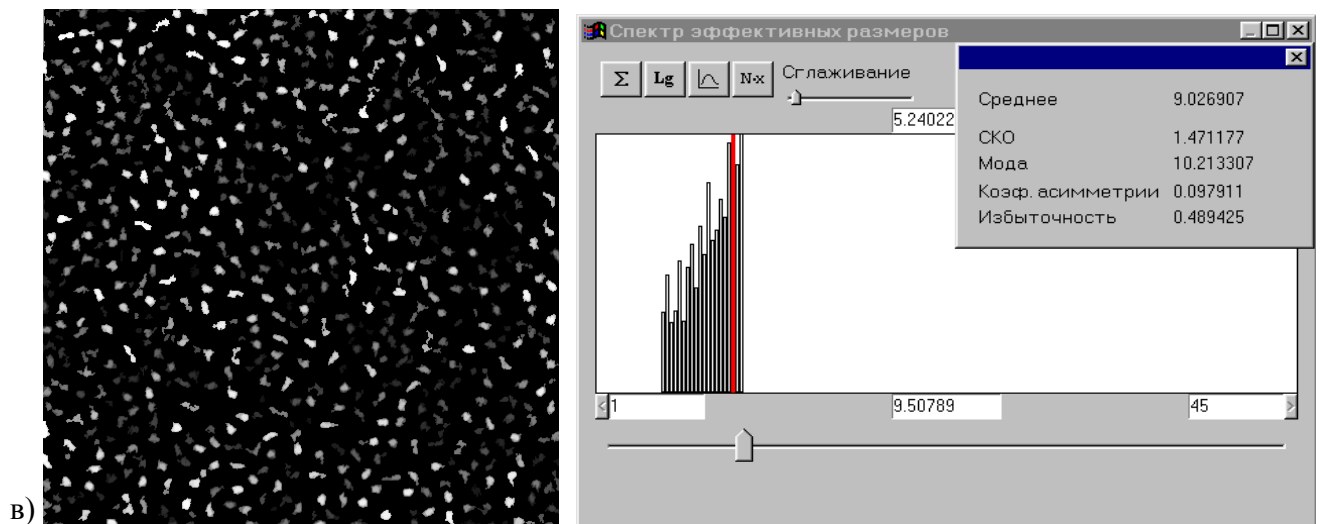 Спектр эффективных размеров
Σ Lg N·x Сглаживание
5.24022
Среднее 9.026907
СКО 1.471177
Мода 10.213307
Коэф. асимметрии 0.097911
Избыточность 0.489425
1 9.50789 45
в)